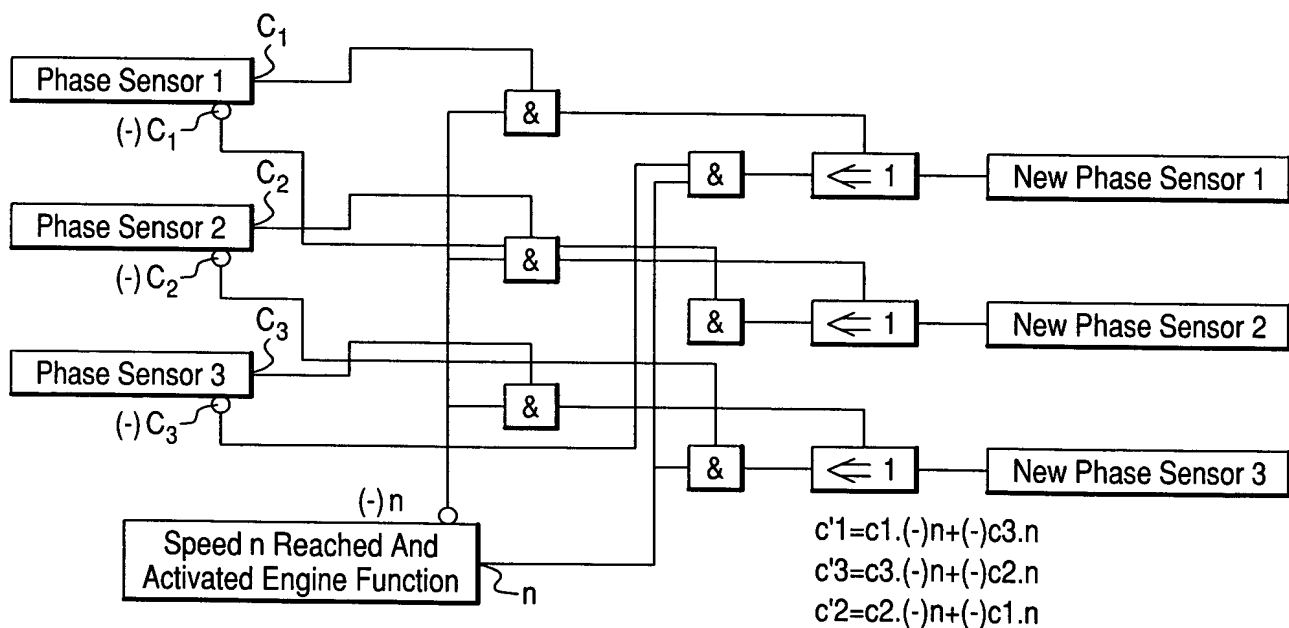 C1
Phase Sensor 1
(-) C1
&
&
⇐ 1
New Phase Sensor 1
C2
Phase Sensor 2
(-) C2
&
&
⇐ 1
New Phase Sensor 2
C3
Phase Sensor 3
(-) C3
&
&
⇐ 1
New Phase Sensor 3
(-) n
Speed n Reached And
Activated Engine Function
n
c'1=c1.(-)n+(-)c3.n
c'3=c3.(-)n+(-)c2.n
c'2=c2.(-)n+(-)c1.n